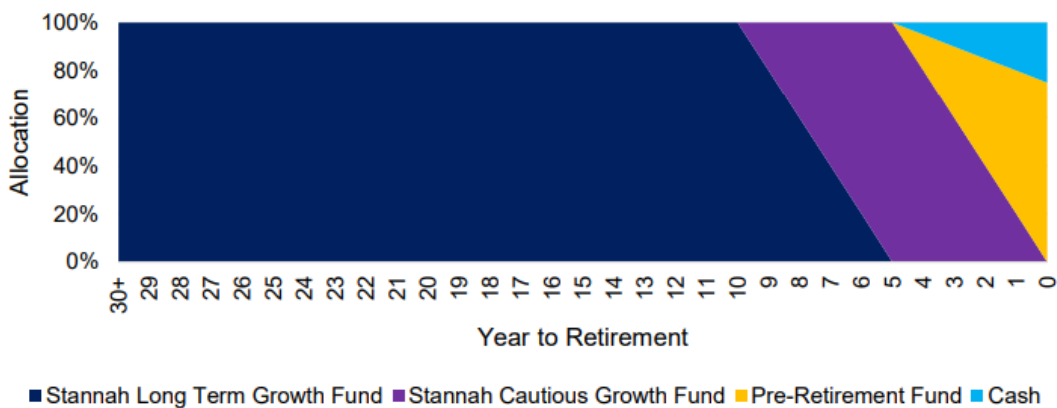 100%
80%
60%
40%
20%
0%
Allocation
30+ 29 28 27 26 25 24 23 22 21 20 19 18 17 16 15 14 13 12 11 10 9 8 7 6 5 4 3 2 1 0
Year to Retirement
Stannah Long Term Growth Fund Stannah Cautious Growth Fund Pre-Retirement Fund Cash